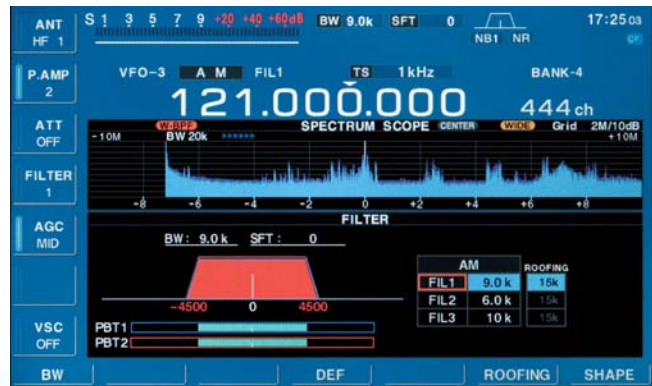 ANT
HF 1
S 1 3 5 7 9 +20 +40 +60dB BW 9.0k SFT 0
NB1 NR
17:25 03
CF
P.AMP
2
VFO-3 AM FIL1 TS 1kHz BANK-4
121.000.000 444 ch
ATT
OFF
W-BPF SPECTRUM SCOPE CENTER WIDE Grid 2M/10dB
-10M BW 20k >>>>>> +10M
-8 -6 -4 -2 0 +2 +4 +6 +8
FILTER
1
FILTER
AGC
MID
BW: 9.0 k SFT: 0
-4500 0 4500
AM ROOFING
FIL1 9.0 k 15k
FIL2 6.0 k 15k
FIL3 10 k 15k
PBT1
PBT2
VSC
OFF
BW DEF ROOFING SHAPE